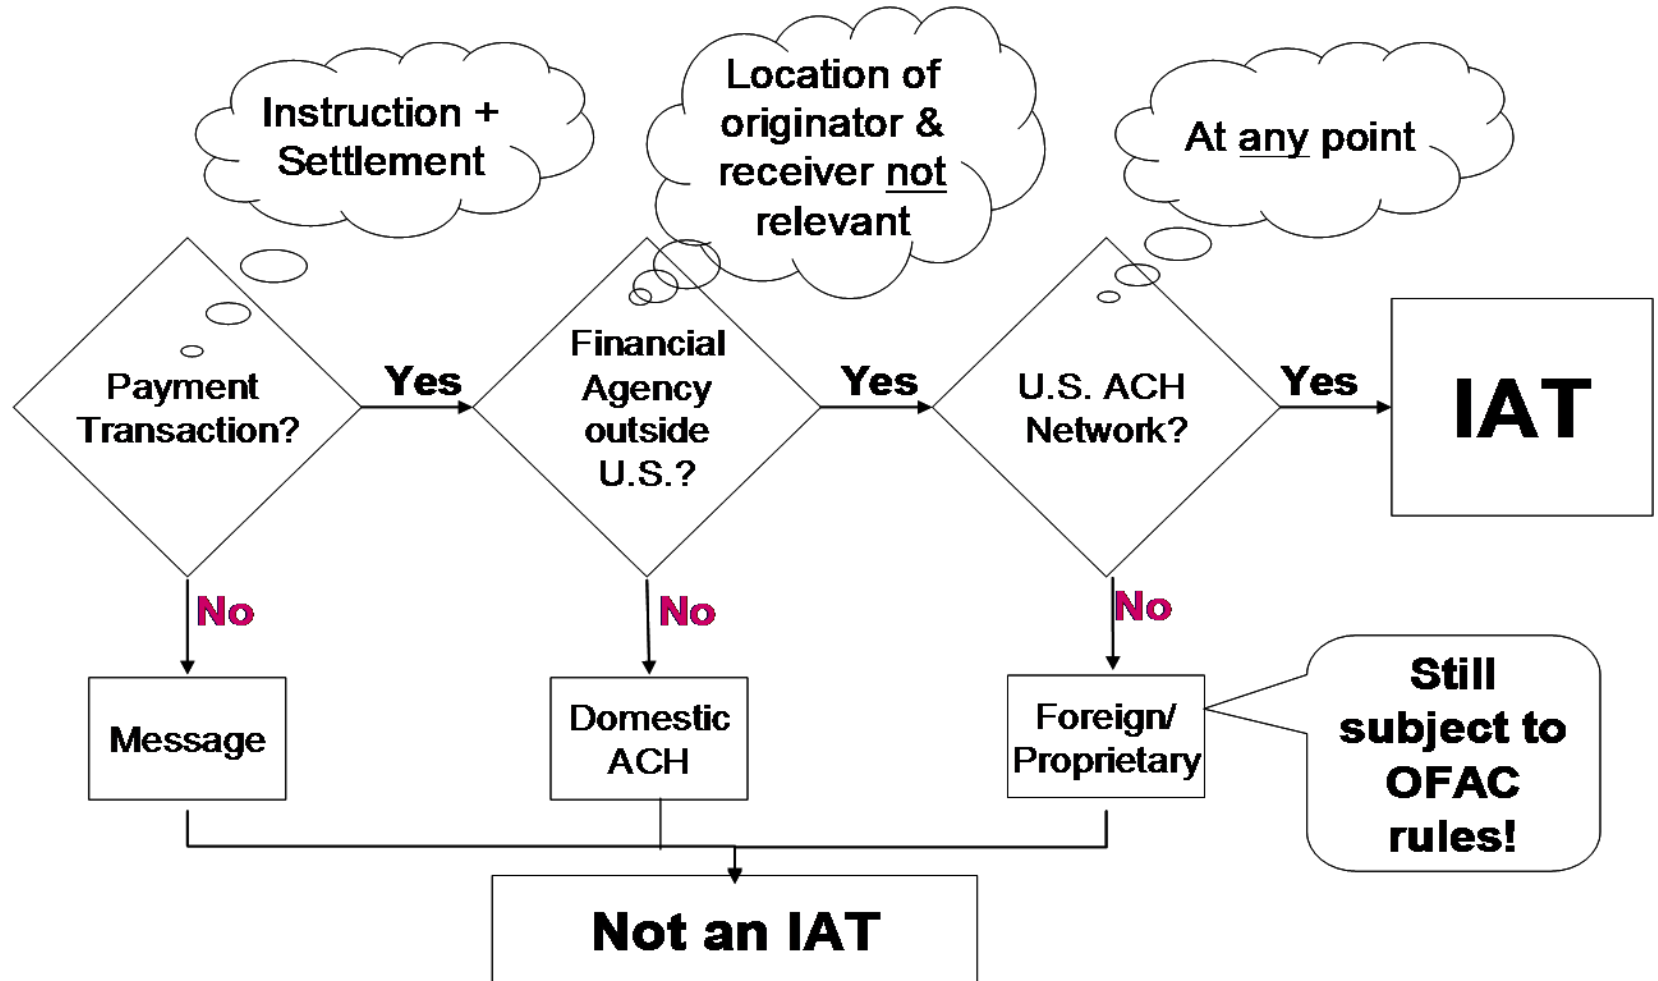 Instruction +
Settlement
Location of
originator &
receiver not
relevant
At any point
Payment
Transaction?
Yes
Financial
Agency
outside
U.S.?
Yes
U.S. ACH
Network?
Yes
IAT
No
No
No
Message
Domestic
ACH
Foreign/
Proprietary
Still
subject to
OFAC
rules!
Not an IAT